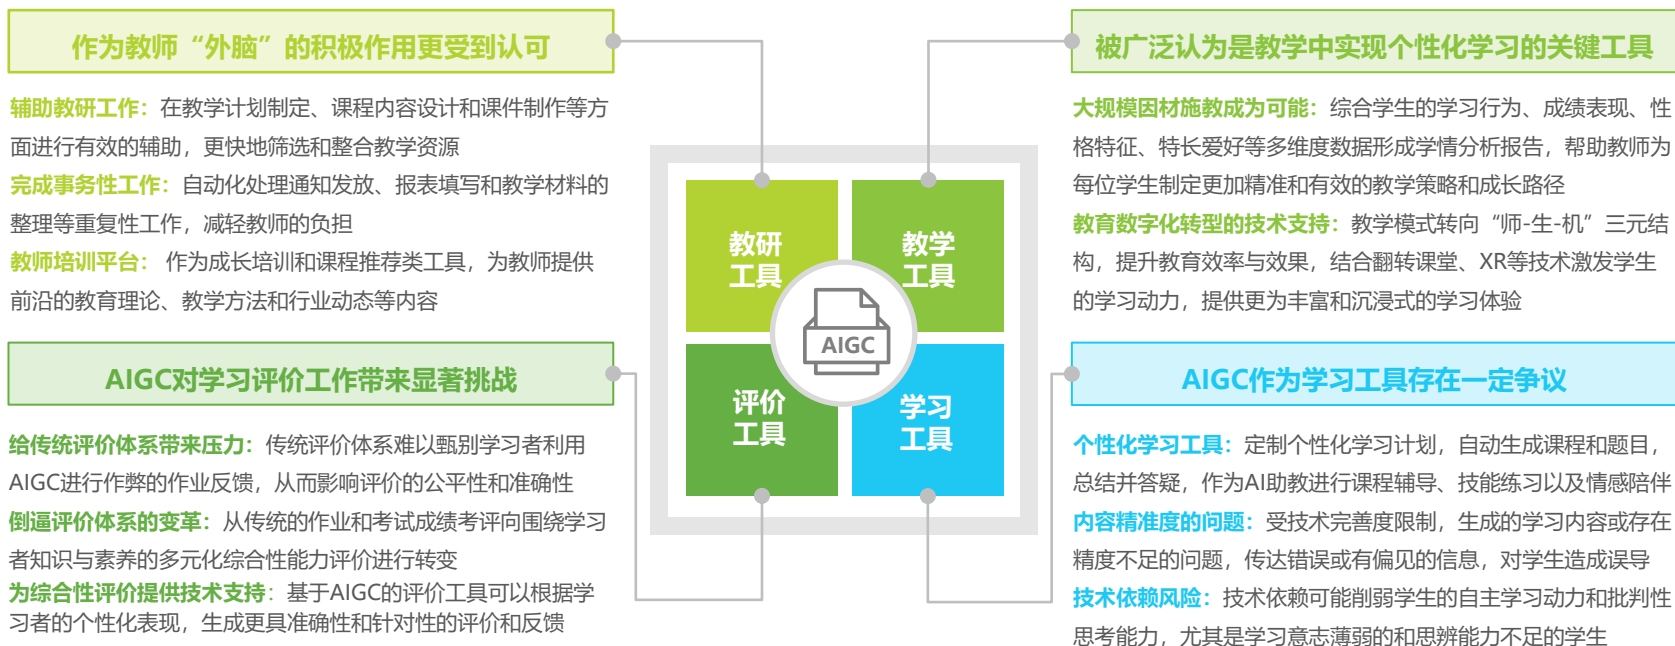 作为教师“外脑”的积极作用更受到认可
辅助教研工作：在教学计划制定、课程内容设计和课件制作等方
面进行有效的辅助，更快地筛选和整合教学资源
完成事务性工作：自动化处理通知发放、报表填写和教学材料的
整理等重复性工作，减轻教师的负担
教师培训平台： 作为成长培训和课程推荐类工具，为教师提供
前沿的教育理论、教学方法和行业动态等内容
被广泛认为是教学中实现个性化学习的关键工具
大规模因材施教成为可能：综合学生的学习行为、成绩表现、性
格特征、特长爱好等多维度数据形成学情分析报告，帮助教师为
每位学生制定更加精准和有效的教学策略和成长路径
教育数字化转型的技术支持：教学模式转向“师-生-机”三元结
构，提升教育效率与效果，结合翻转课堂、XR等技术激发学生
的学习动力，提供更为丰富和沉浸式的学习体验
教研
工具
教学
工具
AIGC
评价
工具
学习
工具
AIGC对学习评价工作带来显著挑战
给传统评价体系带来压力：传统评价体系难以甄别学习者利用
AIGC进行作弊的作业反馈，从而影响评价的公平性和准确性
倒逼评价体系的变革：从传统的作业和考试成绩考评向围绕学习
者知识与素养的多元化综合性能力评价进行转变
为综合性评价提供技术支持：基于AIGC的评价工具可以根据学
习者的个性化表现，生成更具准确性和针对性的评价和反馈
AIGC作为学习工具存在一定争议
个性化学习工具：定制个性化学习计划，自动生成课程和题目，
总结并答疑，作为AI助教进行课程辅导、技能练习以及情感陪伴
内容精准度的问题：受技术完善度限制，生成的学习内容或存在
精度不足的问题，传达错误或有偏见的信息，对学生造成误导
技术依赖风险：技术依赖可能削弱学生的自主学习动力和批判性
思考能力，尤其是学习意志薄弱的和思辨能力不足的学生